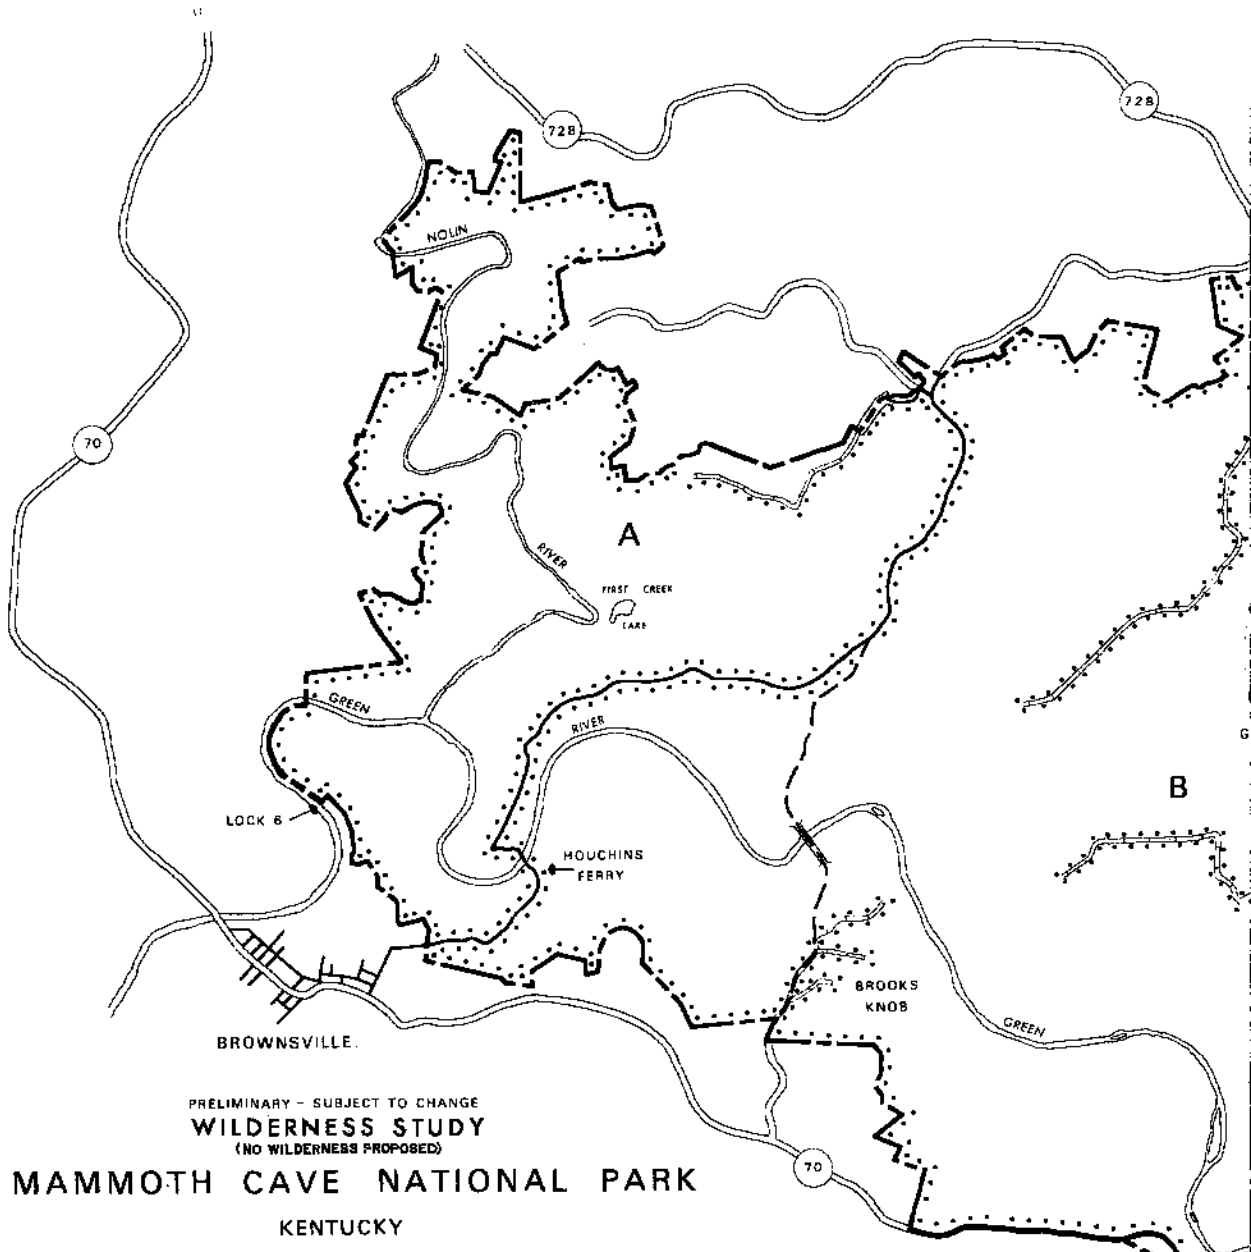 728
728
NOLIN
70
A
RIVER
FIRST CREEK
LAKE
GREEN
RIVER
G
B
LOCK 6
HOUCHINS
FERRY
BROOKS
KNOB
GREEN
BROWNSVILLE.
PRELIMINARY - SUBJECT TO CHANGE
WILDERNESS STUDY
(NO WILDERNESS PROPOSED)
70
MAMMOTH CAVE NATIONAL PARK
KENTUCKY